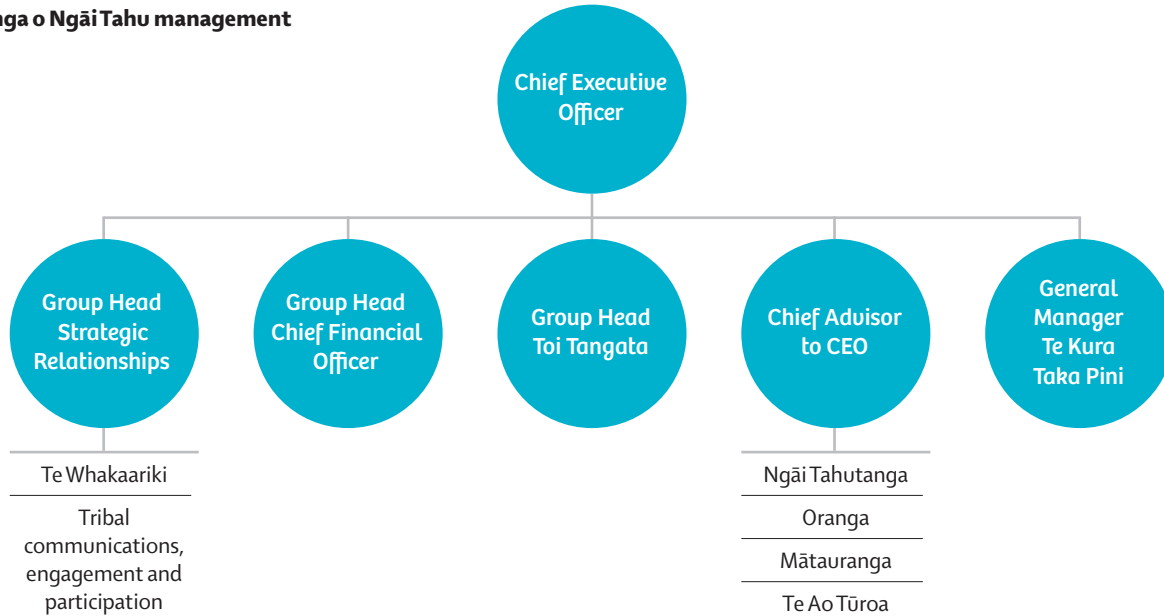 nga o Ngāi Tahu management
Chief Executive
Officer
Group Head
Strategic
Relationships
Group Head
Chief Financial
Officer
Group Head
Toi Tangata
Chief Advisor
to CEO
General
Manager
Te Kura
Taka Pini
Te Whakaariki
Tribal
communications,
engagement and
participation
Ngāi Tahutanga
Oranga
Mātauranga
Te Ao Tūroa